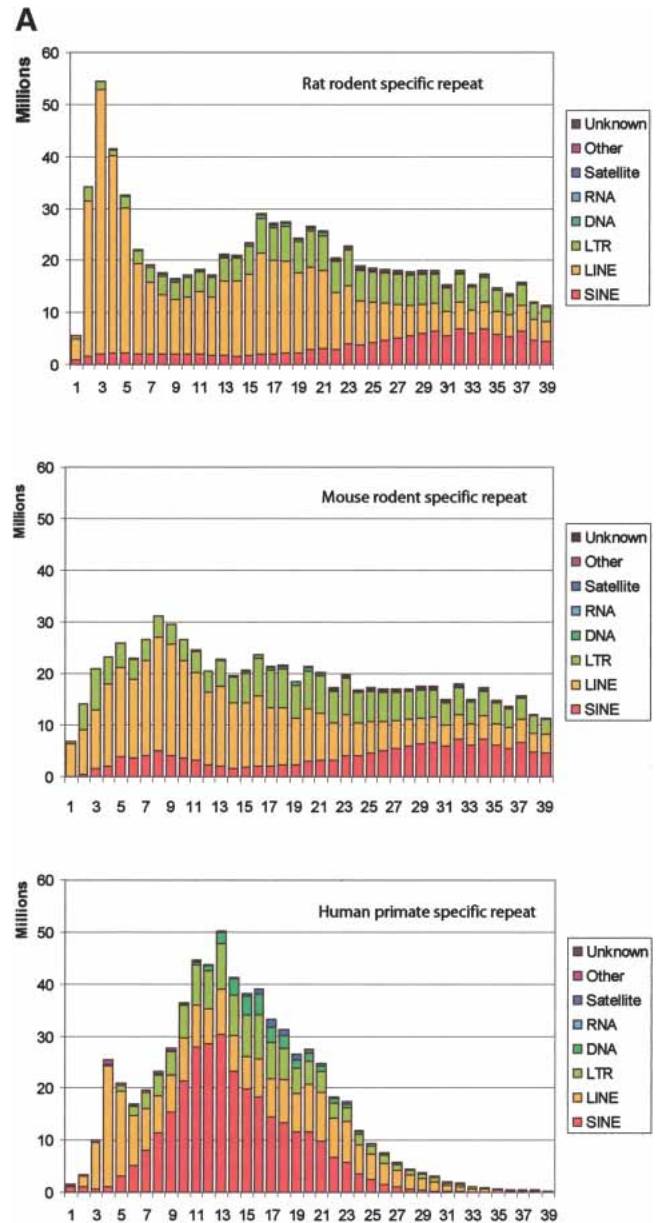 A
Millions
60
50
40
30
20
10
0
Rat rodent specific repeat
1 3 5 7 9 11 13 15 17 19 21 23 25 27 29 31 33 35 37 39
Unknown
Other
Satellite
RNA
DNA
LTR
LINE
SINE
Millions
60
50
40
30
20
10
0
Mouse rodent specific repeat
1 3 5 7 9 11 13 15 17 19 21 23 25 27 29 31 33 35 37 39
Unknown
Other
Satellite
RNA
DNA
LTR
LINE
SINE
Millions
60
50
40
30
20
10
0
Human primate specific repeat
1 3 5 7 9 11 13 15 17 19 21 23 25 27 29 31 33 35 37 39
Unknown
Other
Satellite
RNA
DNA
LTR
LINE
SINE